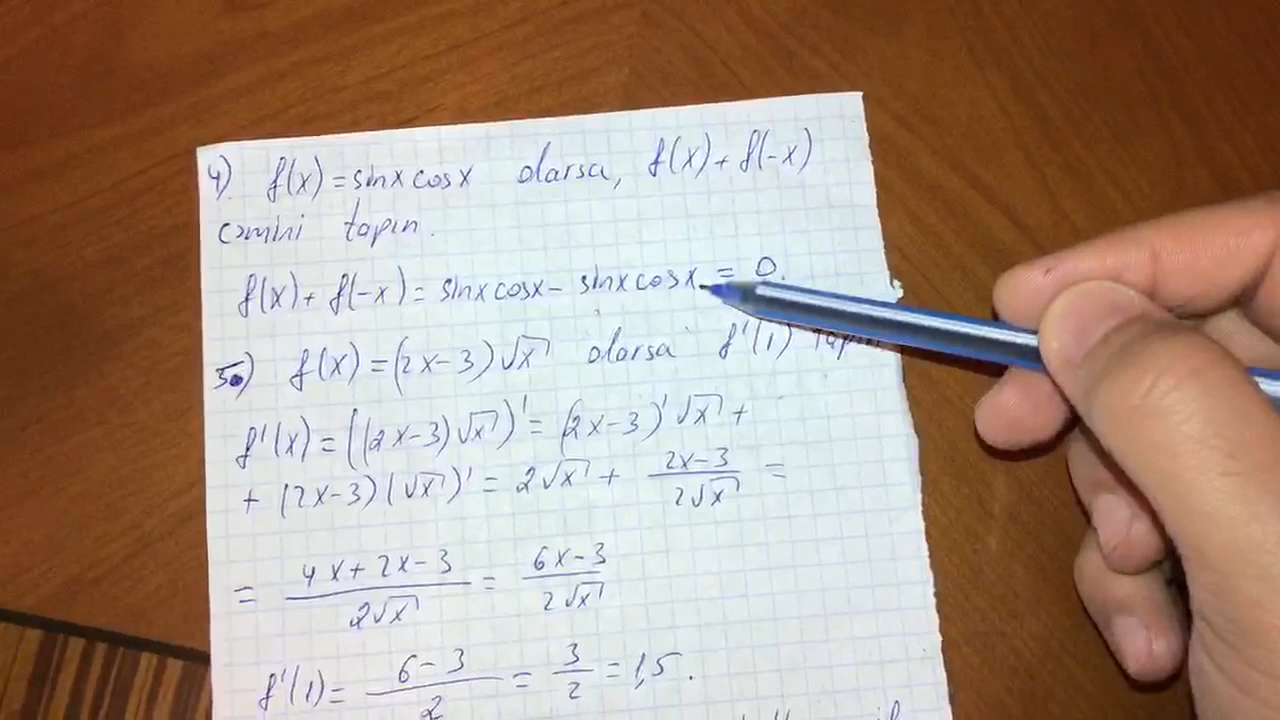 4) f(x) = sinx cosx olarsa, f(x) + f(-x)
cəmini tapın.
f(x) + f(-x) = sinx cosx - sinx cosx = 0.
5) f(x) = (2x-3)√x olarsa f'(1) tapın
f'(x) = ((2x-3)√x)' = (2x-3)'√x +
+ (2x-3)(√x)' = 2√x + (2x-3)/(2√x) =
= (4x+2x-3)/(2√x) = (6x-3)/(2√x)
f'(1) = (6-3)/2 = 3/2 = 1,5.